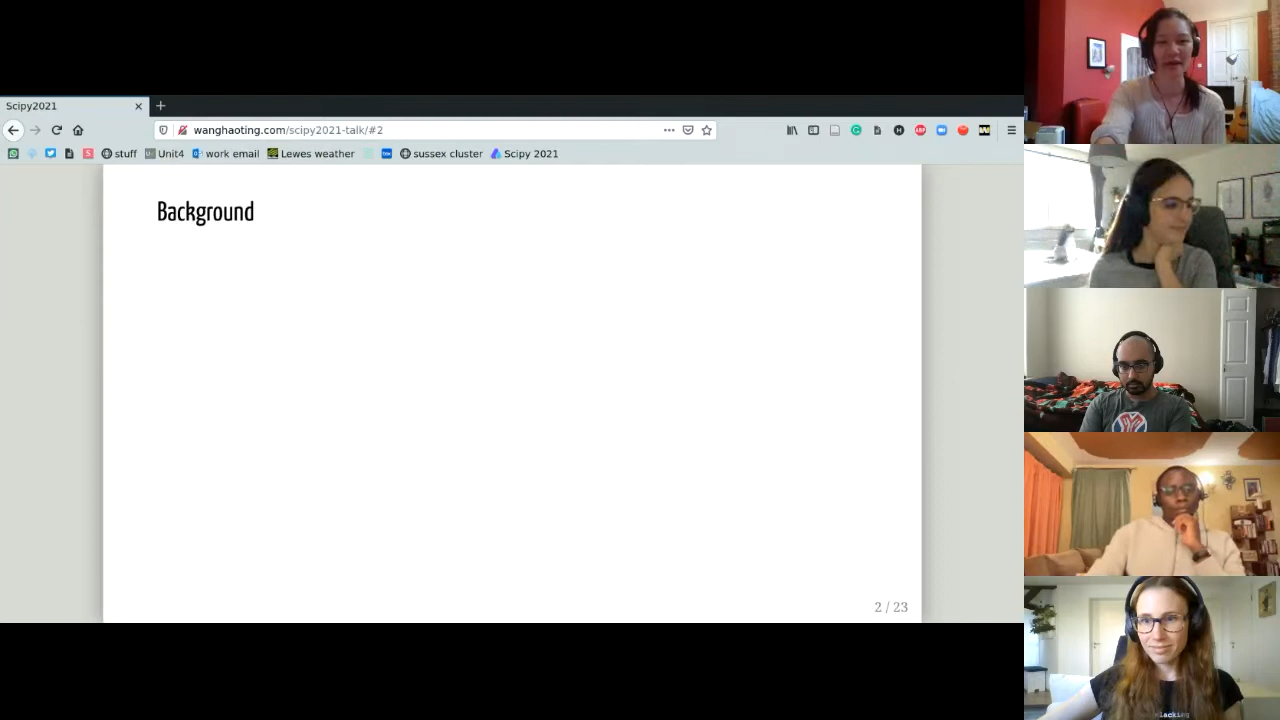 Scipy2021
wanghaoting.com/scipy2021-talk/#2
stuff Unit4 work email Lewes weather sussex cluster Scipy 2021
Background
2 / 23
lacking